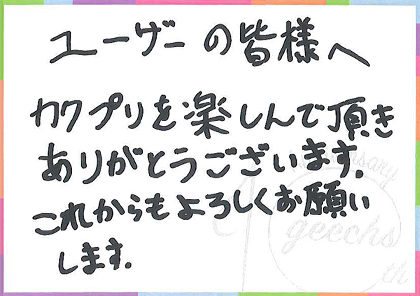 ユーザーの皆様へ
カクプリを楽しんで頂き
ありがとうございます.
これからもよろしくお願い
します.
geechs
th